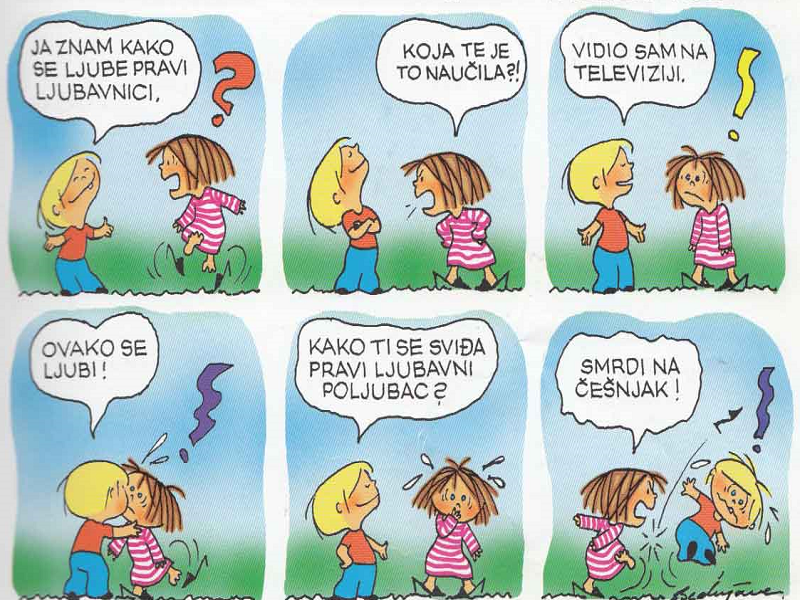 JA ZNAM KAKO
SE LJUBE PRAVI
LJUBAVNICI.
?
KOJA TE JE
TO NAUČILA?!
VIDIO SAM NA
TELEVIZIJI.
!
OVAKO SE
LJUBI!
!
KAKO TI SE SVIĐA
PRAVI LJUBAVNI
POLJUBAC?
SMRDI NA
ČEŠNJAK!
!